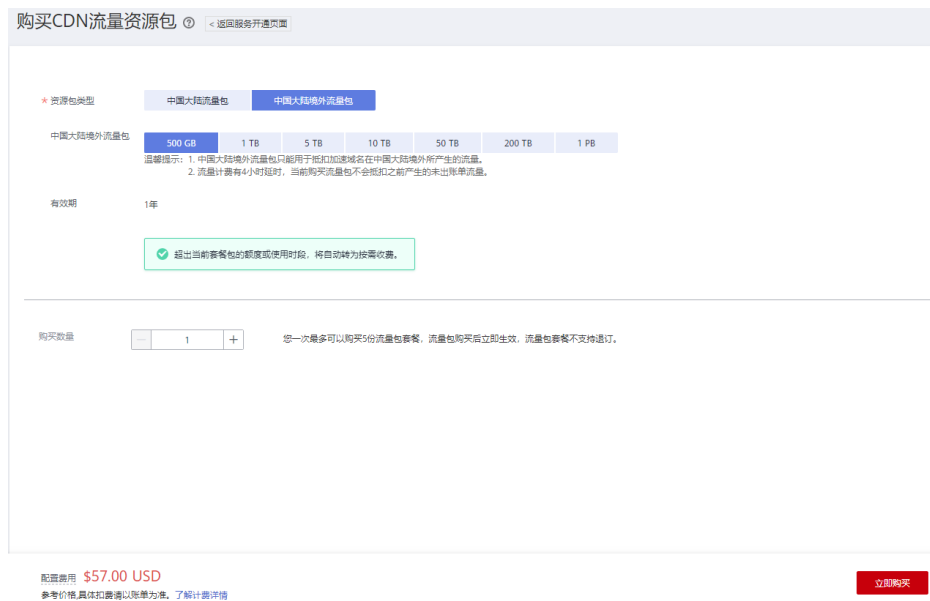 购买CDN流量资源包 ? < 返回服务开通页面
* 资源包类型 中国大陆流量包 中国大陆境外流量包
中国大陆境外流量包 500 GB 1 TB 5 TB 10 TB 50 TB 200 TB 1 PB
温馨提示：1. 中国大陆境外流量包只能用于抵扣加速域名在中国大陆境外所产生的流量。
2. 流量计费有4小时延时，当前购买流量包不会抵扣之前产生的未出账单流量。
有效期 1年
超出当前套餐包的额度或使用时段，将自动转为按需收费。
购买数量 − 1 + 您一次最多可以购买5份流量包套餐，流量包购买后立即生效，流量包套餐不支持退订。
配置费用 $57.00 USD
参考价格,具体扣费请以账单为准。了解计费详情
立即购买